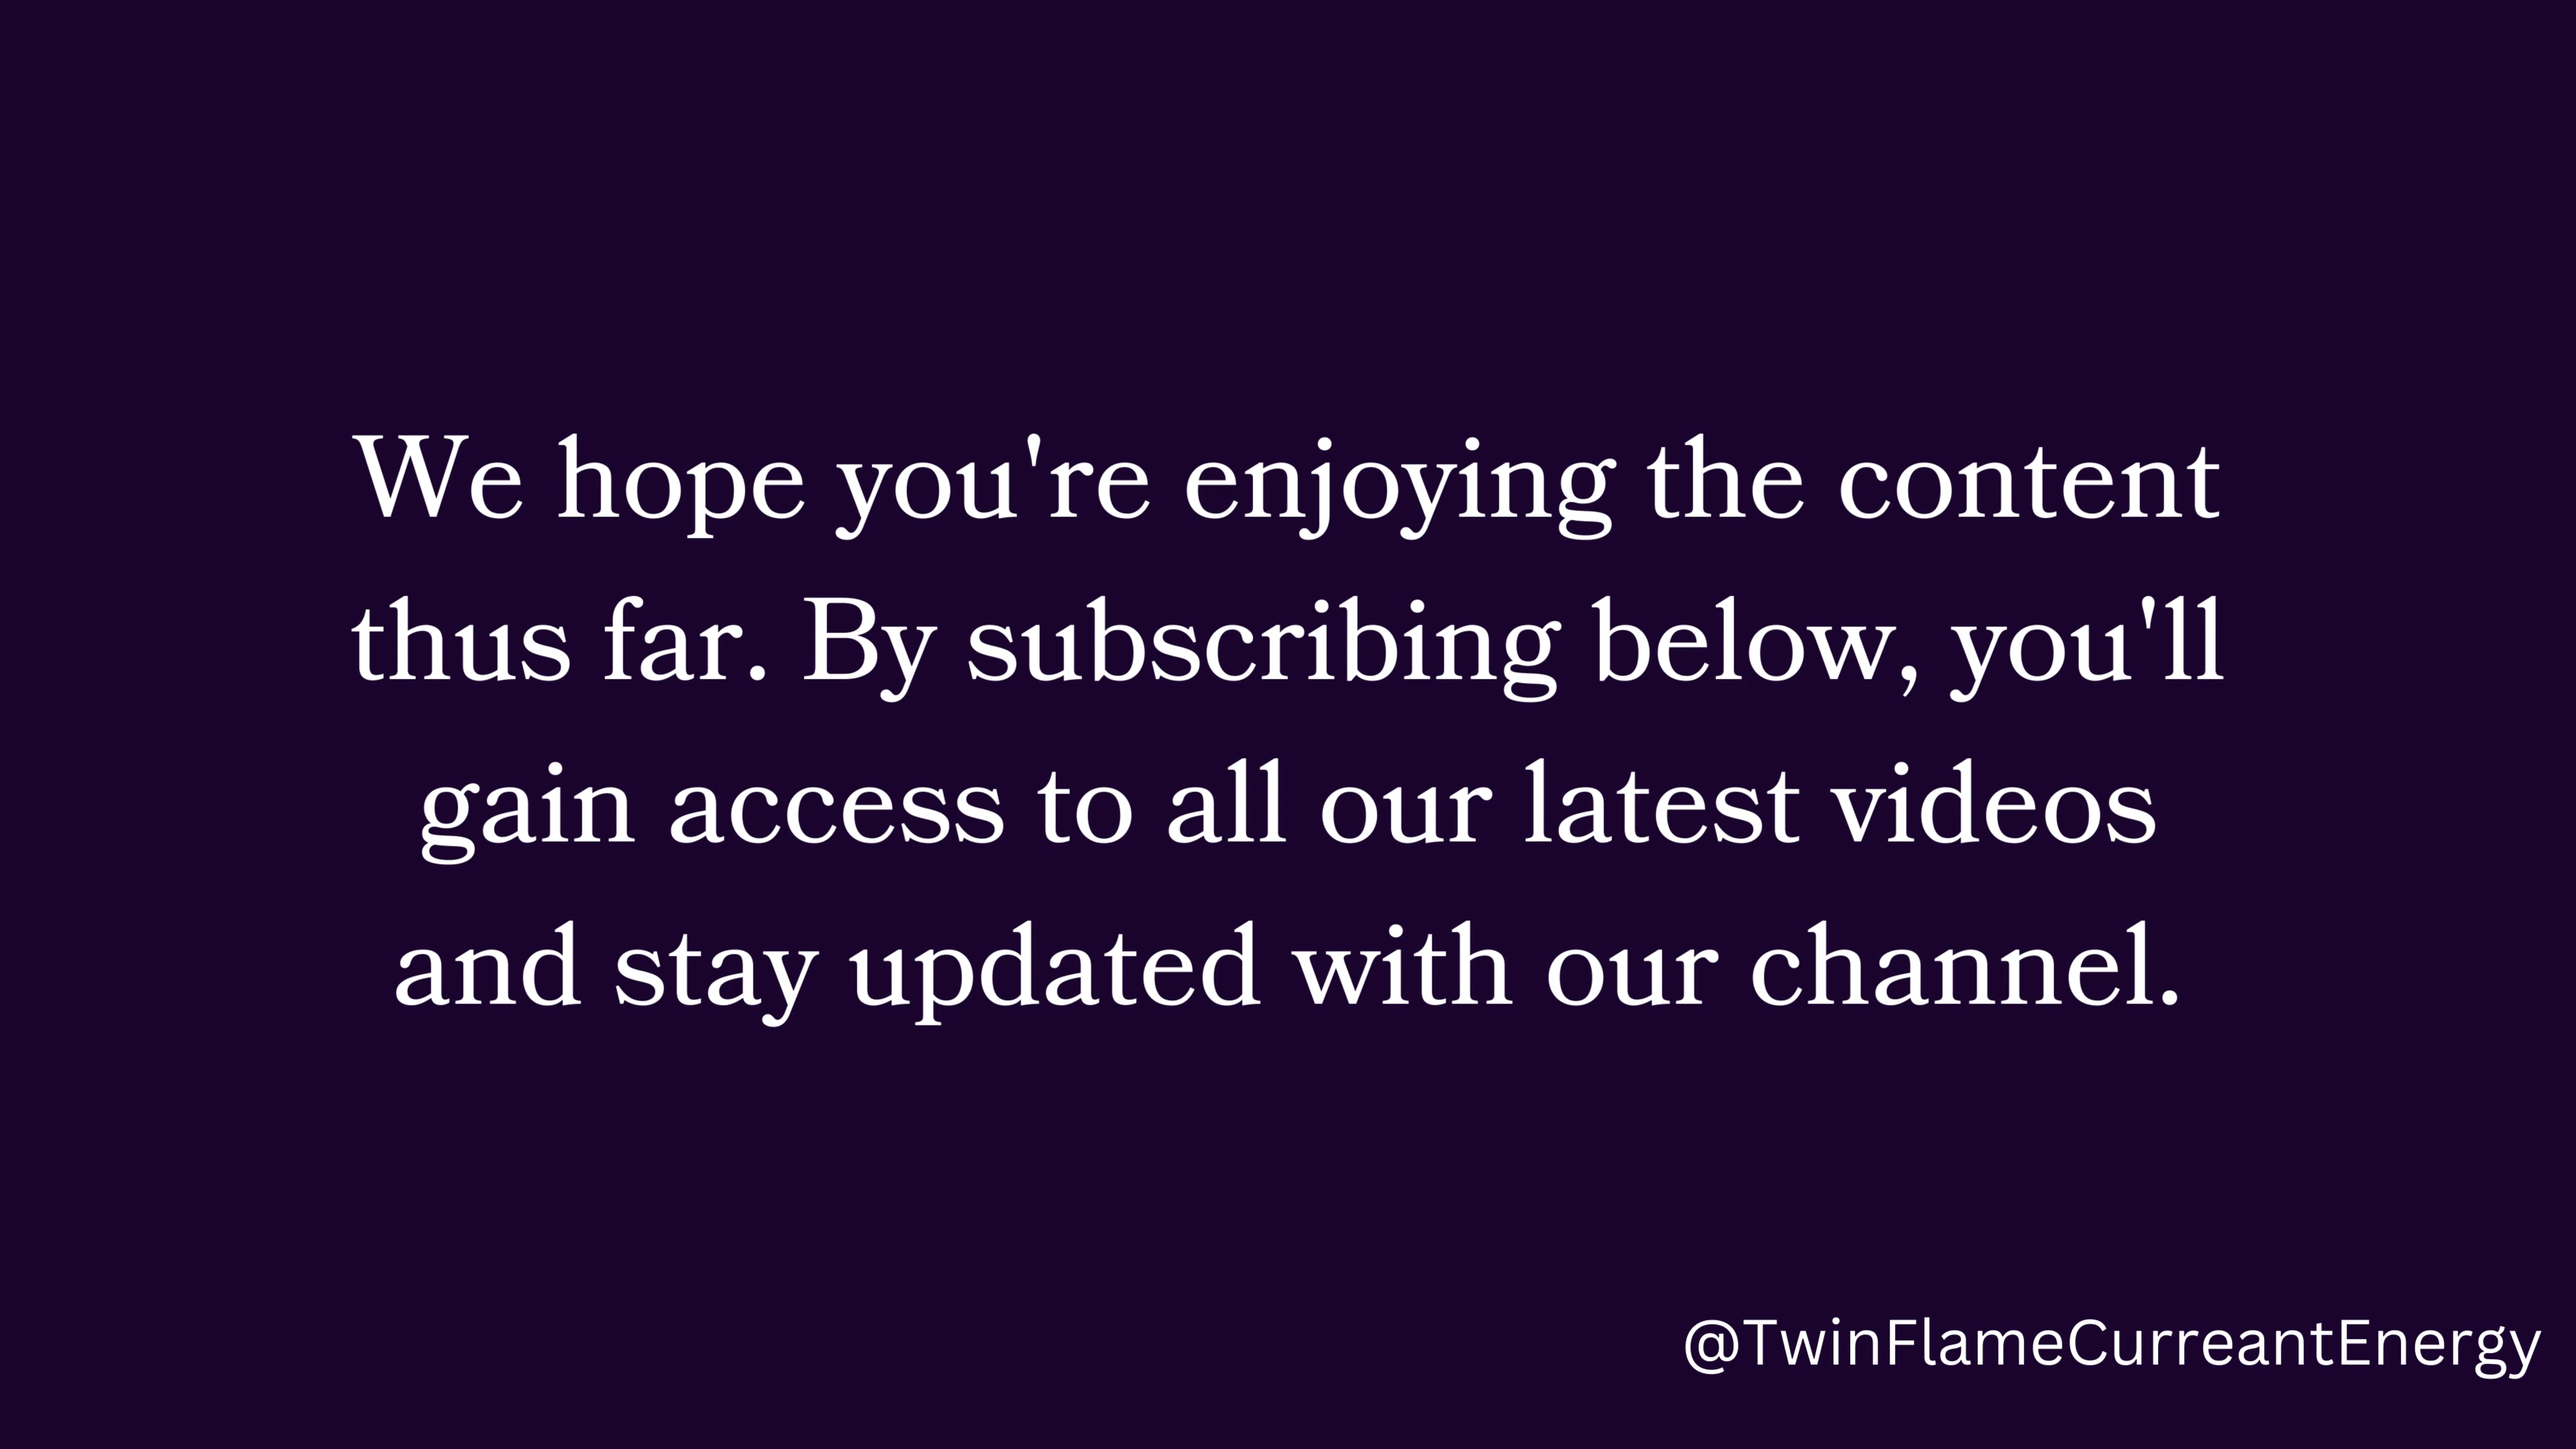 We hope you're enjoying the content
thus far. By subscribing below, you'll
gain access to all our latest videos
and stay updated with our channel.
@TwinFlameCurreantEnergy